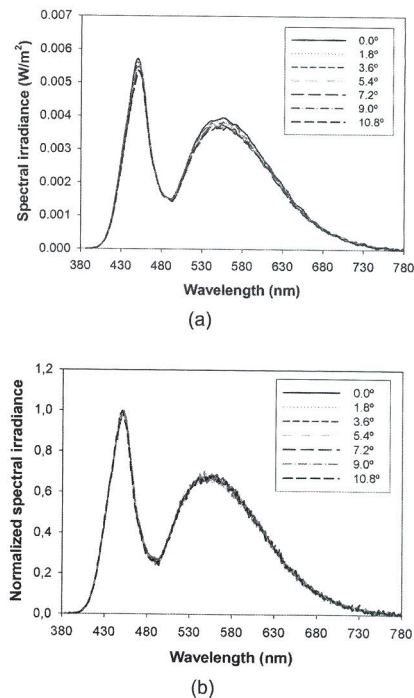 0.007
0.006
0.005
0.004
0.003
0.002
0.001
0.000
Spectral irradiance (W/m²)
0.0º
1.8º
3.6º
5.4º
7.2º
9.0º
10.8º
380 430 480 530 580 630 680 730 780
Wavelength (nm)
(a)
1,2
1,0
0,8
0,6
0,4
0,2
0,0
Normalized spectral irradiance
0.0º
1.8º
3.6º
5.4º
7.2º
9.0º
10.8º
380 430 480 530 580 630 680 730 780
Wavelength (nm)
(b)